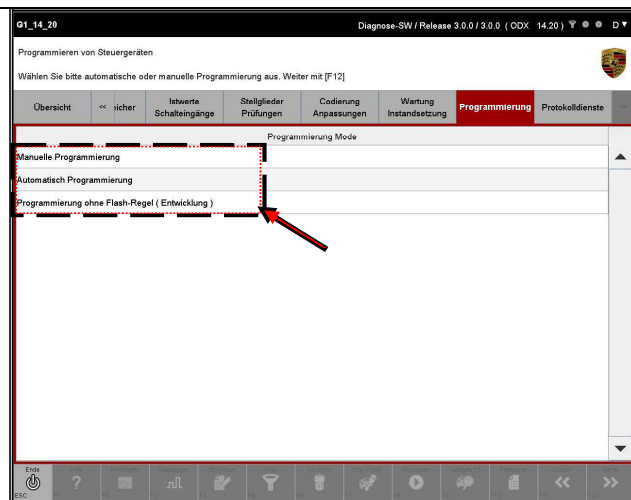 G1_14_20 Diagnose-SW / Release 3.0.0 / 3.0.0 ( ODX 14.20 ) D
Programmieren von Steuergeräten
Wählen Sie bitte automatische oder manuelle Programmierung aus. Weiter mit [F12]
Übersicht << eicher Istwerte Schalteingänge Stellglieder Prüfungen Codierung Anpassungen Wartung Instandsetzung Programmierung Protokolldienste
Programmierung Mode
Manuelle Programmierung
Automatisch Programmierung
Programmierung ohne Flash-Regel ( Entwicklung )
Ende
ESC